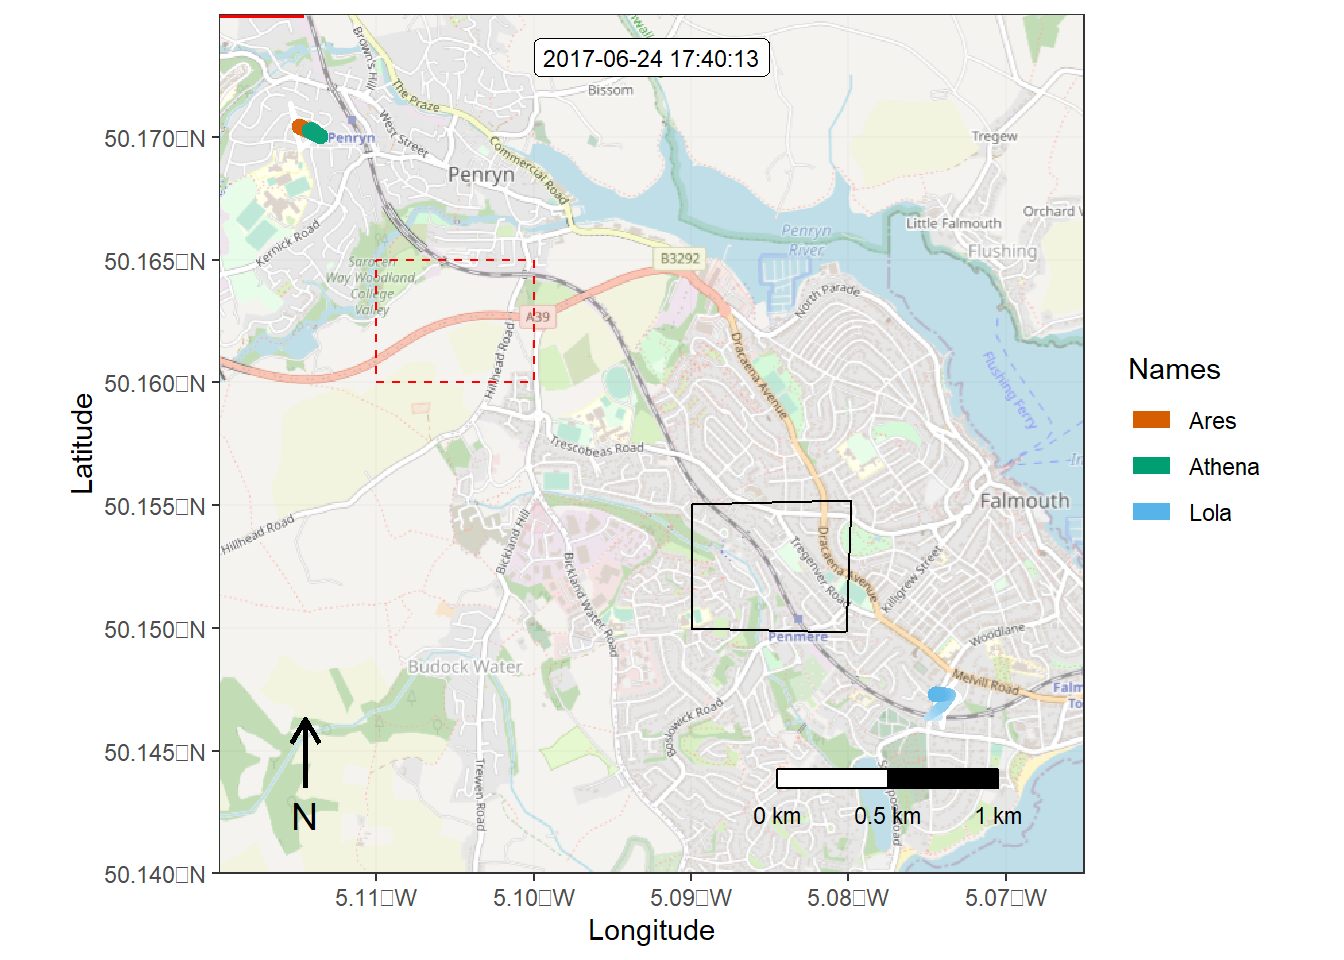 2017-06-24 17:40:13
Brown's Hill
The Praze
Bissom
West Street
Commercial Road
Tregew
Penryn
Penryn
Little Falmouth
Orchard
Flushing
Penryn
River
Kernick Road
B3292
Saracen
Way Woodland,
College
Valley
North Parade
A39
Hillhead Road
Dracaena Avenue
Flushing Ferry
Trescobeas Road
Falmouth
Hillhead Road
Bickland Hill
Bickland Water Road
Tregenver Road
Dracaena Avenue
Killigrew Street
Penmere
Woodlane
Budock Water
Melvill Road
Falm
To
Boslowick Road
Trewen Road
N
0 km 0.5 km 1 km
50.170□N
50.165□N
50.160□N
50.155□N
50.150□N
50.145□N
50.140□N
5.11□W 5.10□W 5.09□W 5.08□W 5.07□W
Longitude
Latitude
Names
Ares
Athena
Lola